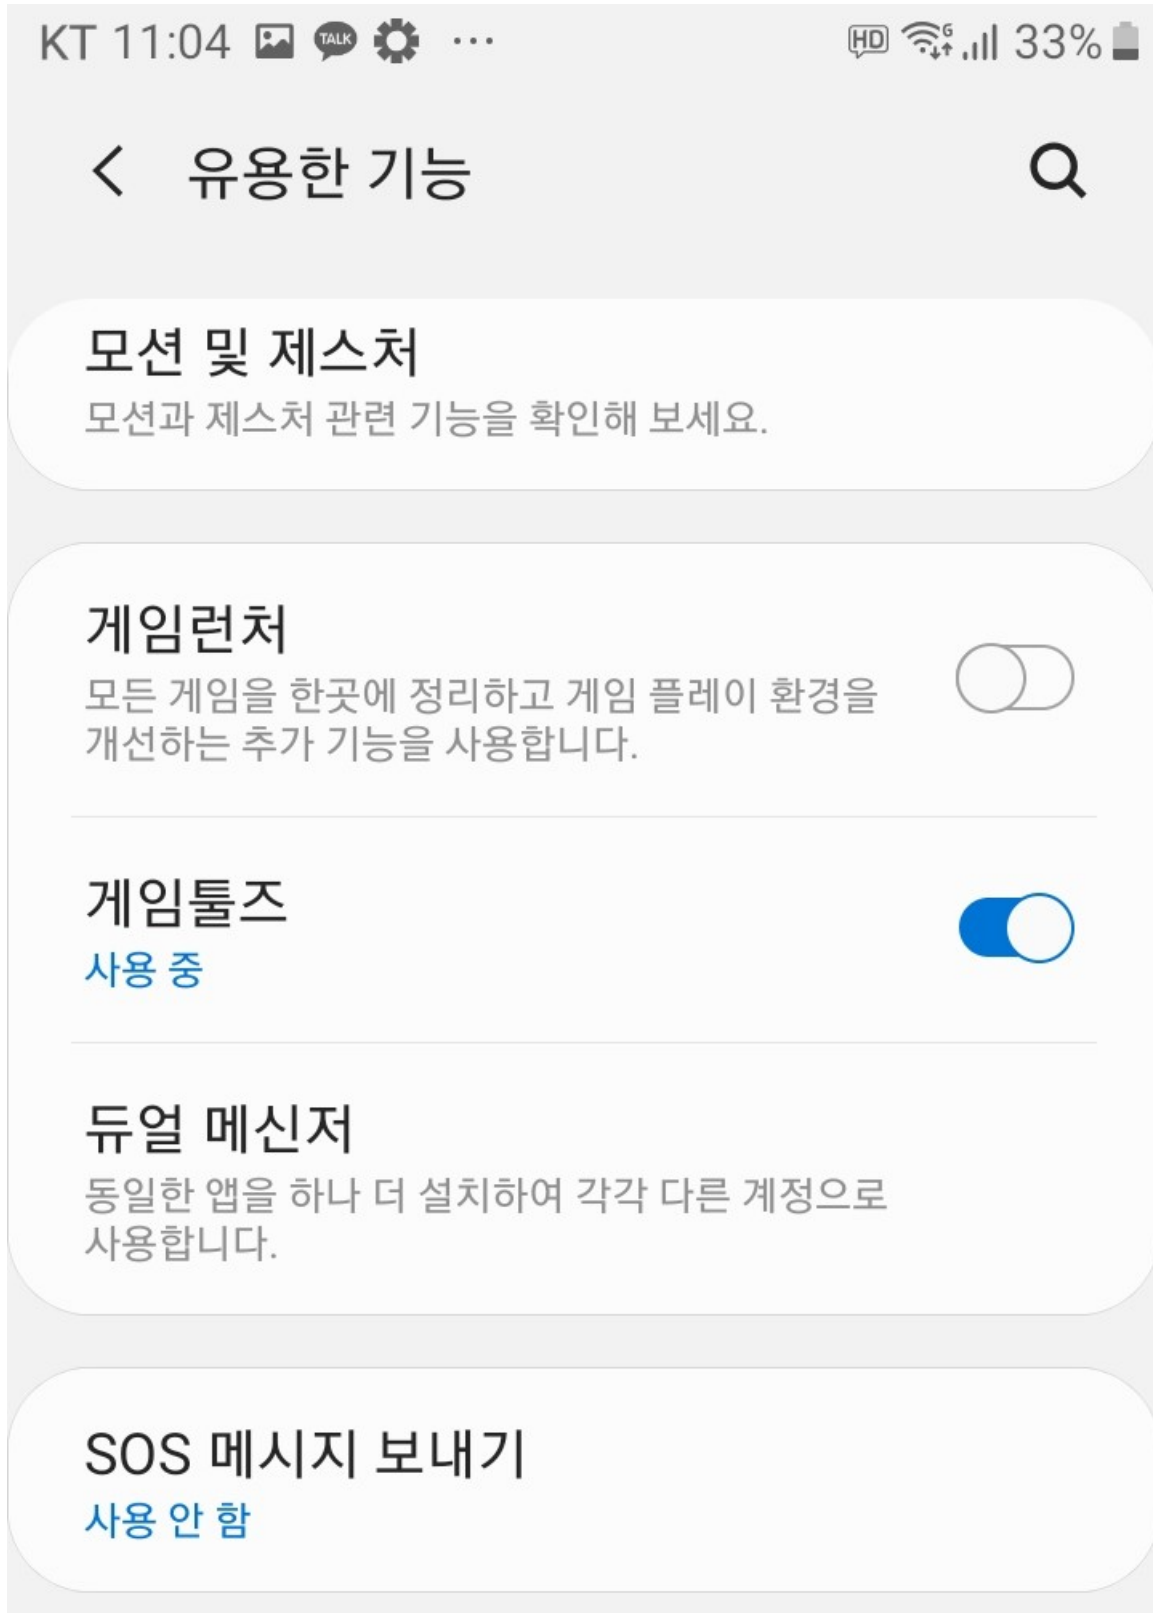 KT 11:04 TALK ... HD 6 33%
유용한 기능
모션 및 제스처
모션과 제스처 관련 기능을 확인해 보세요.
게임런처
모든 게임을 한곳에 정리하고 게임 플레이 환경을
개선하는 추가 기능을 사용합니다.
게임툴즈
사용 중
듀얼 메신저
동일한 앱을 하나 더 설치하여 각각 다른 계정으로
사용합니다.
SOS 메시지 보내기
사용 안 함